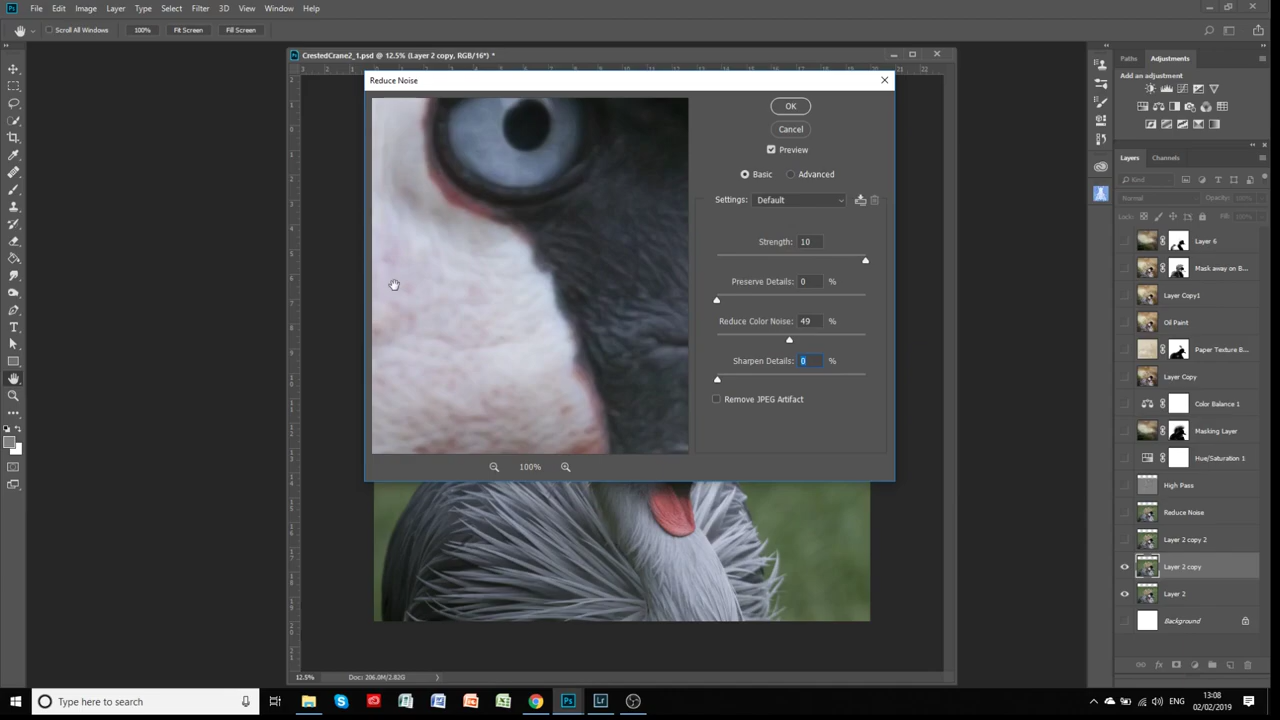 Ps File Edit Image Layer Type Select Filter 3D View Window Help
Scroll All Windows 100% Fit Screen Fill Screen
CrestedCrane2_1.psd @ 12.5% (Layer 2 copy, RGB/16*) *
Reduce Noise
OK
Cancel
Preview
Basic Advanced
Settings: Default
Strength: 10
Preserve Details: 0 %
Reduce Color Noise: 49 %
Sharpen Details: 0 %
Remove JPEG Artifact
100%
12.5% Doc: 206.0M/2.82G
Paths Adjustments
Add an adjustment
Layers Channels
Kind
Normal Opacity: 100%
Lock: Fill: 100%
Layer 6
Mask away on B...
Layer Copy1
Oil Paint
Paper Texture B...
Layer Copy
Color Balance 1
Masking Layer
Hue/Saturation 1
High Pass
Reduce Noise
Layer 2 copy 2
Layer 2 copy
Layer 2
Background
Type here to search
Ps Lr
ENG
13:08
02/02/2019